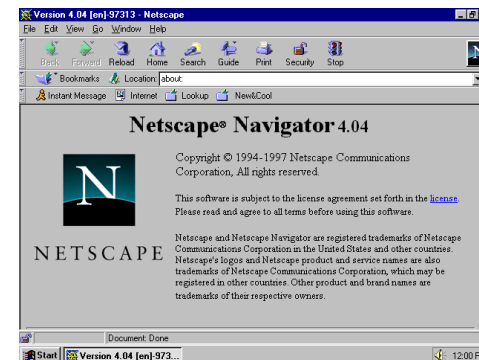 Version 4.04 [en]-97313 - Netscape
File Edit View Go Window Help
Back Forward Reload Home Search Guide Print Security Stop
Bookmarks Location: about:
Instant Message Internet Lookup New&Cool
Netscape® Navigator 4.04
Copyright © 1994-1997 Netscape Communications
Corporation, All rights reserved.
This software is subject to the license agreement set forth in the license.
Please read and agree to all terms before using this software.
N
NETSCAPE
Netscape and Netscape Navigator are registered trademarks of Netscape
Communications Corporation in the United States and other countries.
Netscape's logos and Netscape product and service names are also
trademarks of Netscape Communications Corporation, which may be
registered in other countries. Other product and brand names are
trademarks of their respective owners.
Document: Done
Start Version 4.04 [en]-973... 12:00 P